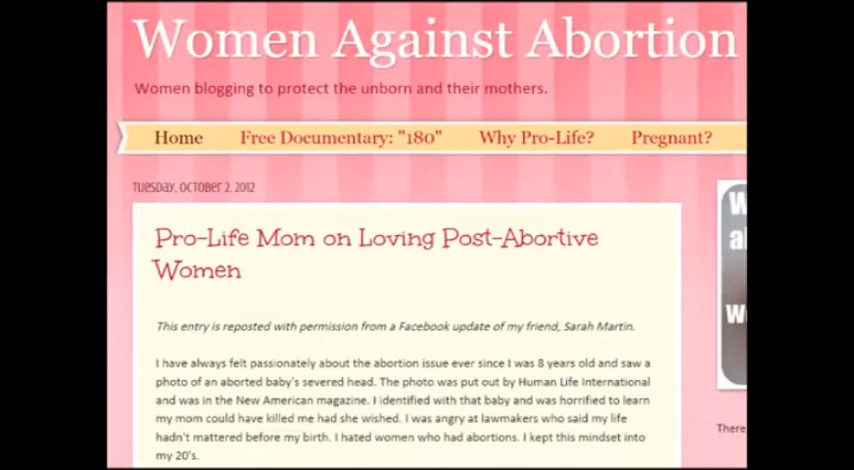 Women Against Abortion
Women blogging to protect the unborn and their mothers.
Home Free Documentary: "180" Why Pro-Life? Pregnant?
Tuesday, October 2, 2012
Pro-Life Mom on Loving Post-Abortive
Women
This entry is reposted with permission from a Facebook update of my friend, Sarah Martin.
I have always felt passionately about the abortion issue ever since I was 8 years old and saw a
photo of an aborted baby's severed head. The photo was put out by Human Life International
and was in the New American magazine. I identified with that baby and was horrified to learn
my mom could have killed me had she wished. I was angry at lawmakers who said my life
hadn't mattered before my birth. I hated women who had abortions. I kept this mindset into
my 20's.
There